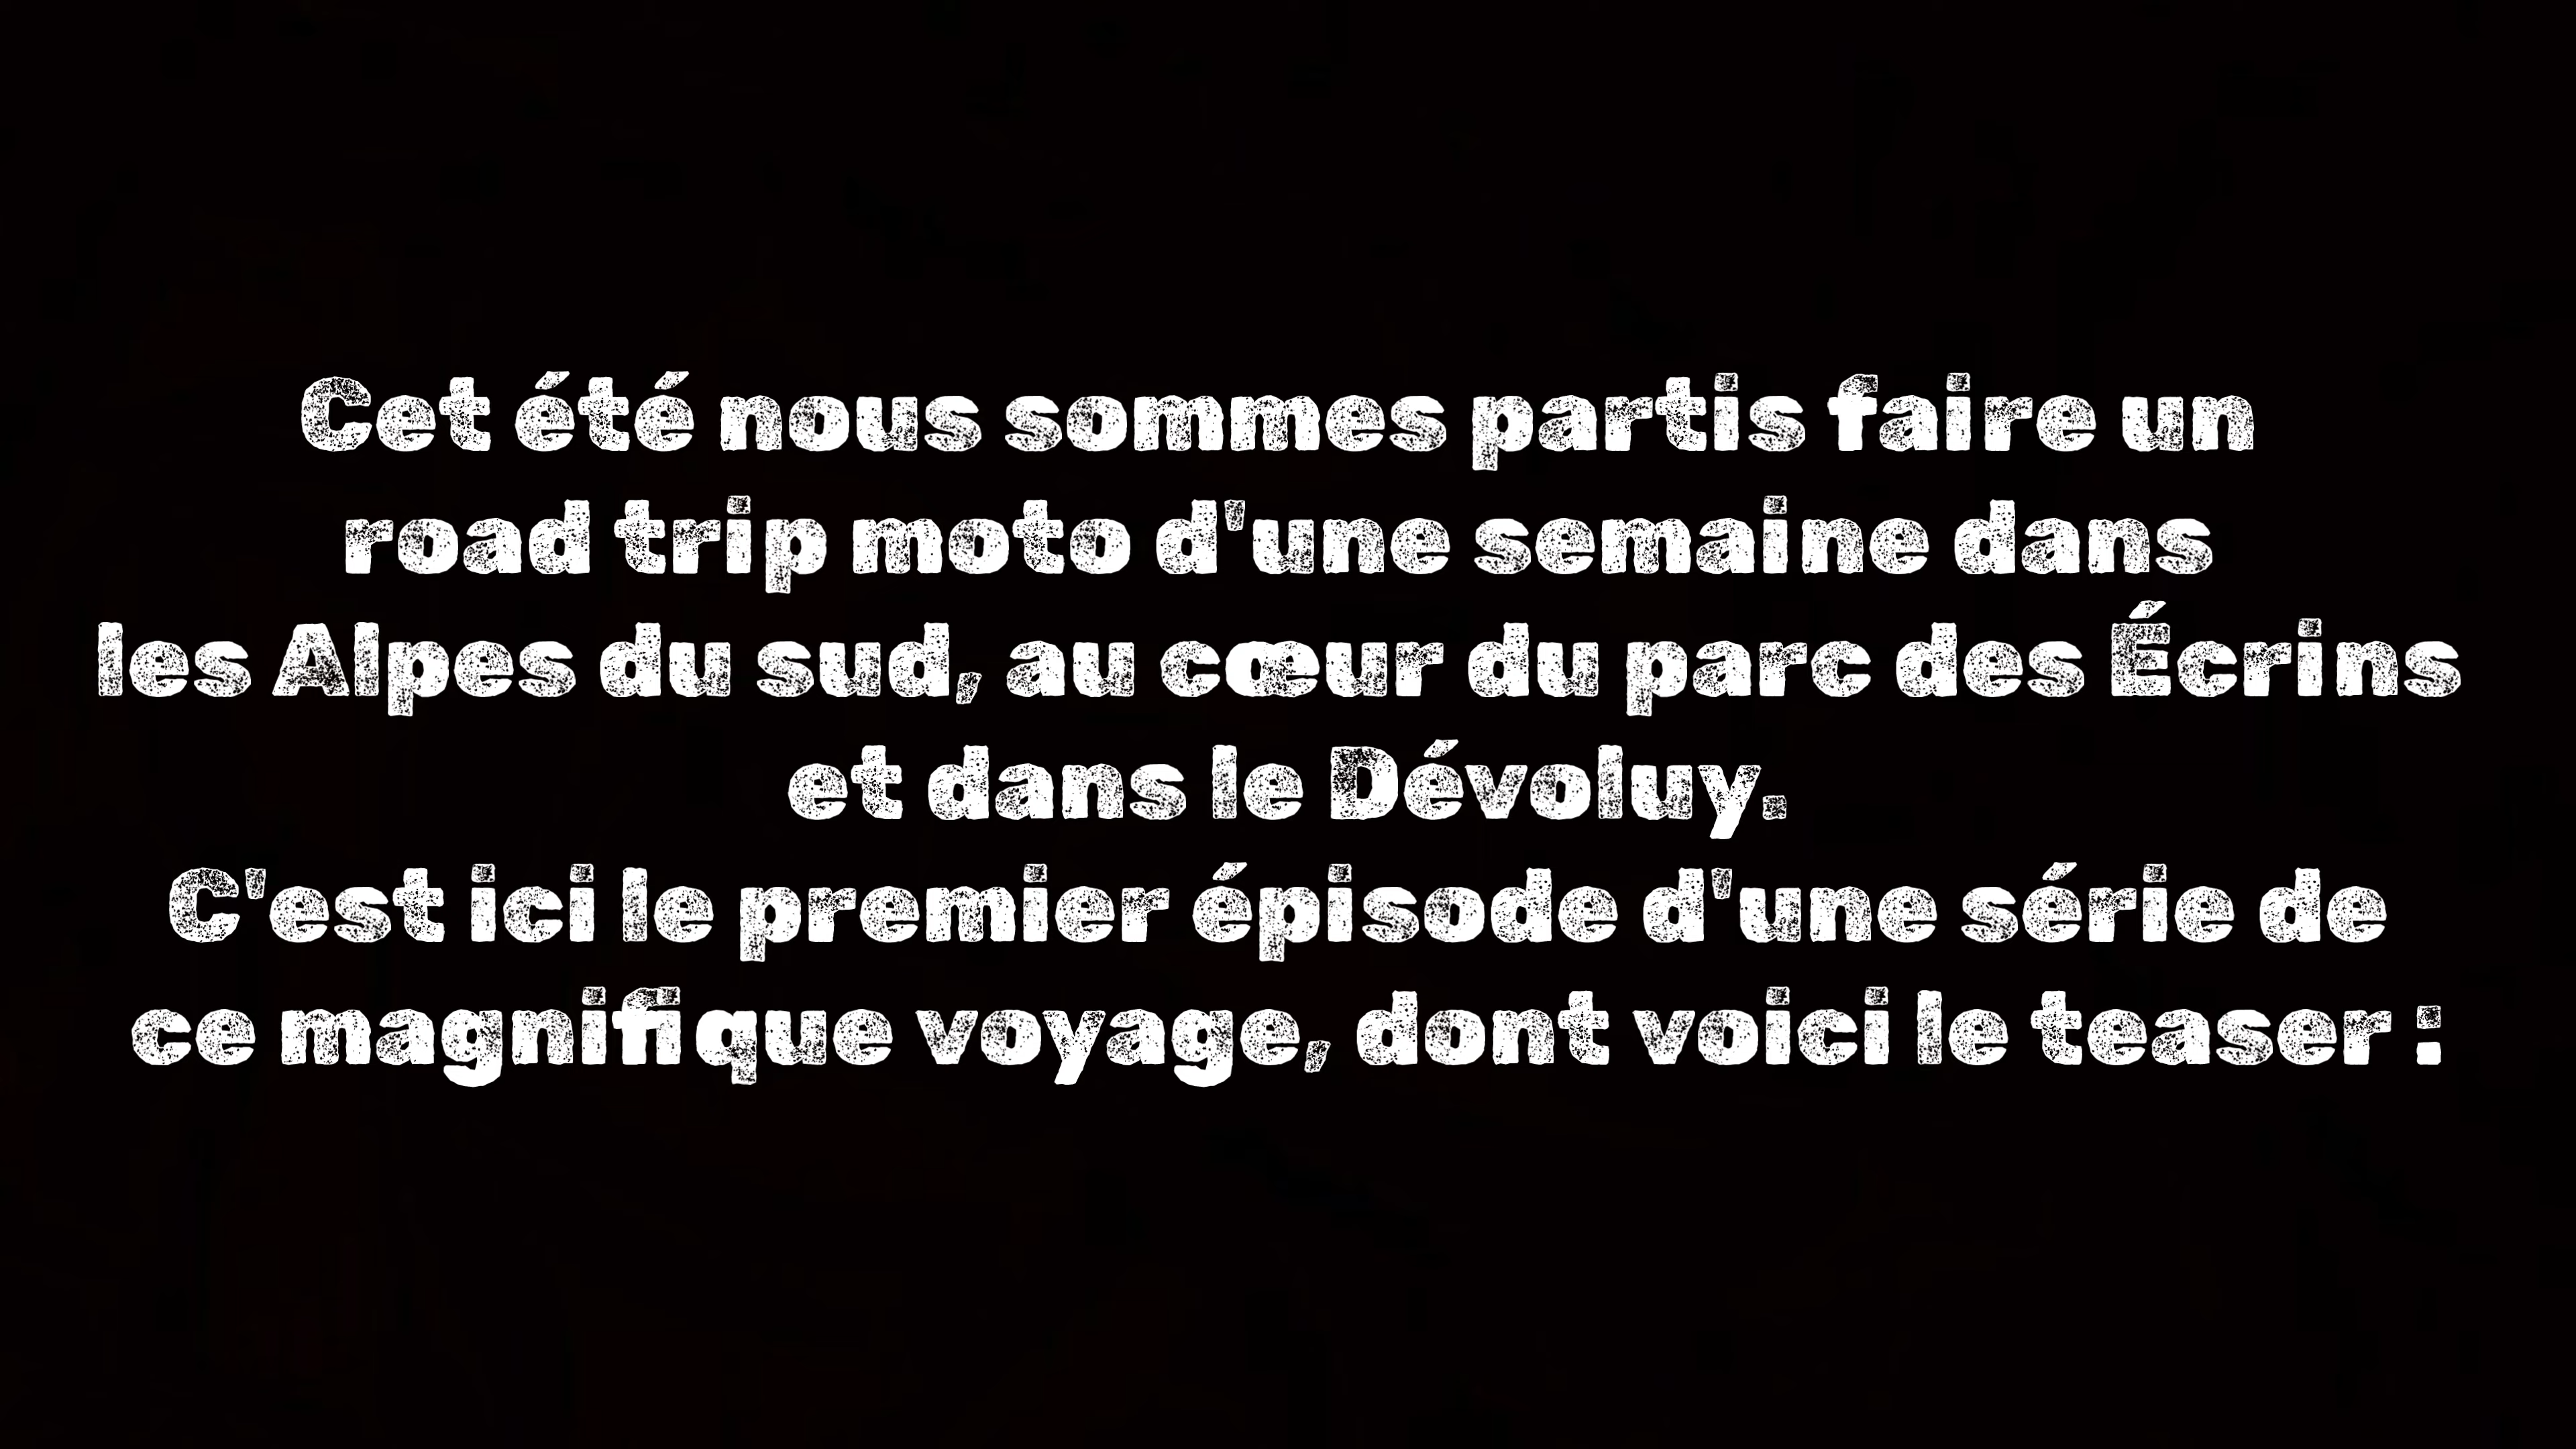 Cet été nous sommes partis faire un
road trip moto d'une semaine dans
les Alpes du sud, au cœur du parc des Écrins
et dans le Dévoluy.
C'est ici le premier épisode d'une série de
ce magnifique voyage, dont voici le teaser :